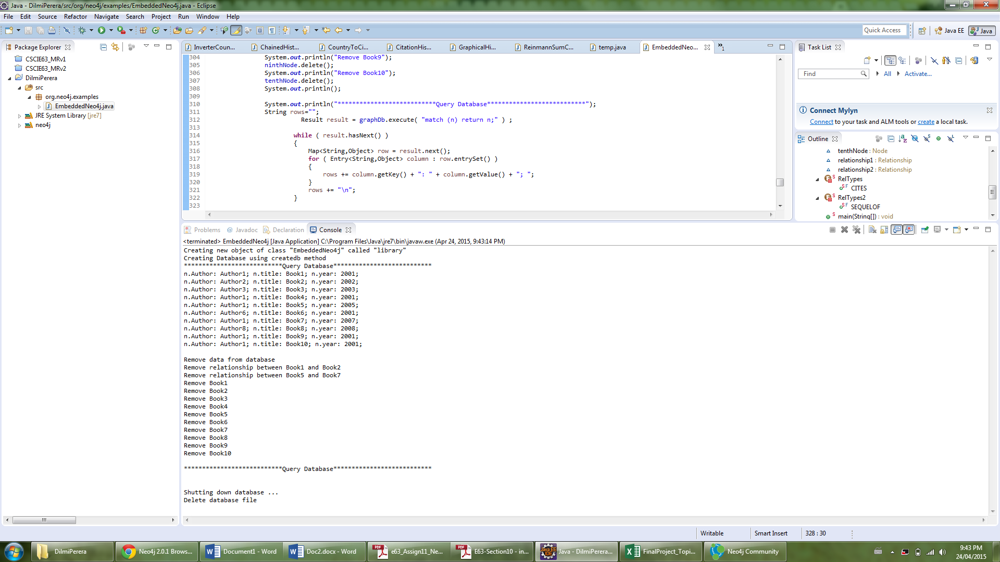 Java - DilmiPerera/src/org/neo4j/examples/EmbeddedNeo4j.java - Eclipse
File Edit Source Refactor Navigate Search Project Run Window Help
Quick Access
Java EE
Java
Package Explorer
CSCIE63_MRv1
CSCIE63_MRv2
DilmiPerera
src
org.neo4j.examples
EmbeddedNeo4j.java
JRE System Library [jre7]
neo4j
InverterCoun... ChainedHist... CountryToCi... CitationHis... GraphicalHi... ReinmannSumC... temp.java EmbeddedNeo... »1
304 System.out.println("Remove Book9");
305 ninthNode.delete();
306 System.out.println("Remove Book10");
307 tenthNode.delete();
308 System.out.println();
309
310 System.out.println("***************************Query Database***************************");
311 String rows="";
312 Result result = graphDb.execute( "match (n) return n;" ) ;
313
314 while ( result.hasNext() )
315 {
316 Map<String,Object> row = result.next();
317 for ( Entry<String,Object> column : row.entrySet() )
318 {
319 rows += column.getKey() + ": " + column.getValue() + "; ";
320 }
321 rows += "\n";
322 }
323
Task List
Find
All
Activate...
Connect Mylyn
Connect to your task and ALM tools or create a local task.
Outline
tenthNode : Node
relationship1 : Relationship
relationship2 : Relationship
RelTypes
CITES
RelTypes2
SEQUELOF
main(String[]) : void
Problems @ Javadoc Declaration Console
<terminated> EmbeddedNeo4j [Java Application] C:\Program Files\Java\jre7\bin\javaw.exe (Apr 24, 2015, 9:43:14 PM)
Creating new object of class "EmbeddedNeo4j" called "library"
Creating Database using createdb method
***************************Query Database***************************
n.Author: Author1; n.title: Book1; n.year: 2001;
n.Author: Author2; n.title: Book2; n.year: 2002;
n.Author: Author3; n.title: Book3; n.year: 2003;
n.Author: Author1; n.title: Book4; n.year: 2001;
n.Author: Author1; n.title: Book5; n.year: 2005;
n.Author: Author6; n.title: Book6; n.year: 2001;
n.Author: Author1; n.title: Book7; n.year: 2007;
n.Author: Author8; n.title: Book8; n.year: 2008;
n.Author: Author1; n.title: Book9; n.year: 2001;
n.Author: Author1; n.title: Book10; n.year: 2001;
Remove data from database
Remove relationship between Book1 and Book2
Remove relationship between Book5 and Book7
Remove Book1
Remove Book2
Remove Book3
Remove Book4
Remove Book5
Remove Book6
Remove Book7
Remove Book8
Remove Book9
Remove Book10
***************************Query Database***************************
Shutting down database ...
Delete database file
Writable
Smart Insert
328 : 30
DilmiPerera
Neo4j 2.0.1 Brows...
Document1 - Word
Doc2.docx - Word
e63_Assign11_Ne...
E63-Section10 - in...
Java - DilmiPerera...
FinalProject_Topi...
Neo4j Community
9:43 PM
24/04/2015